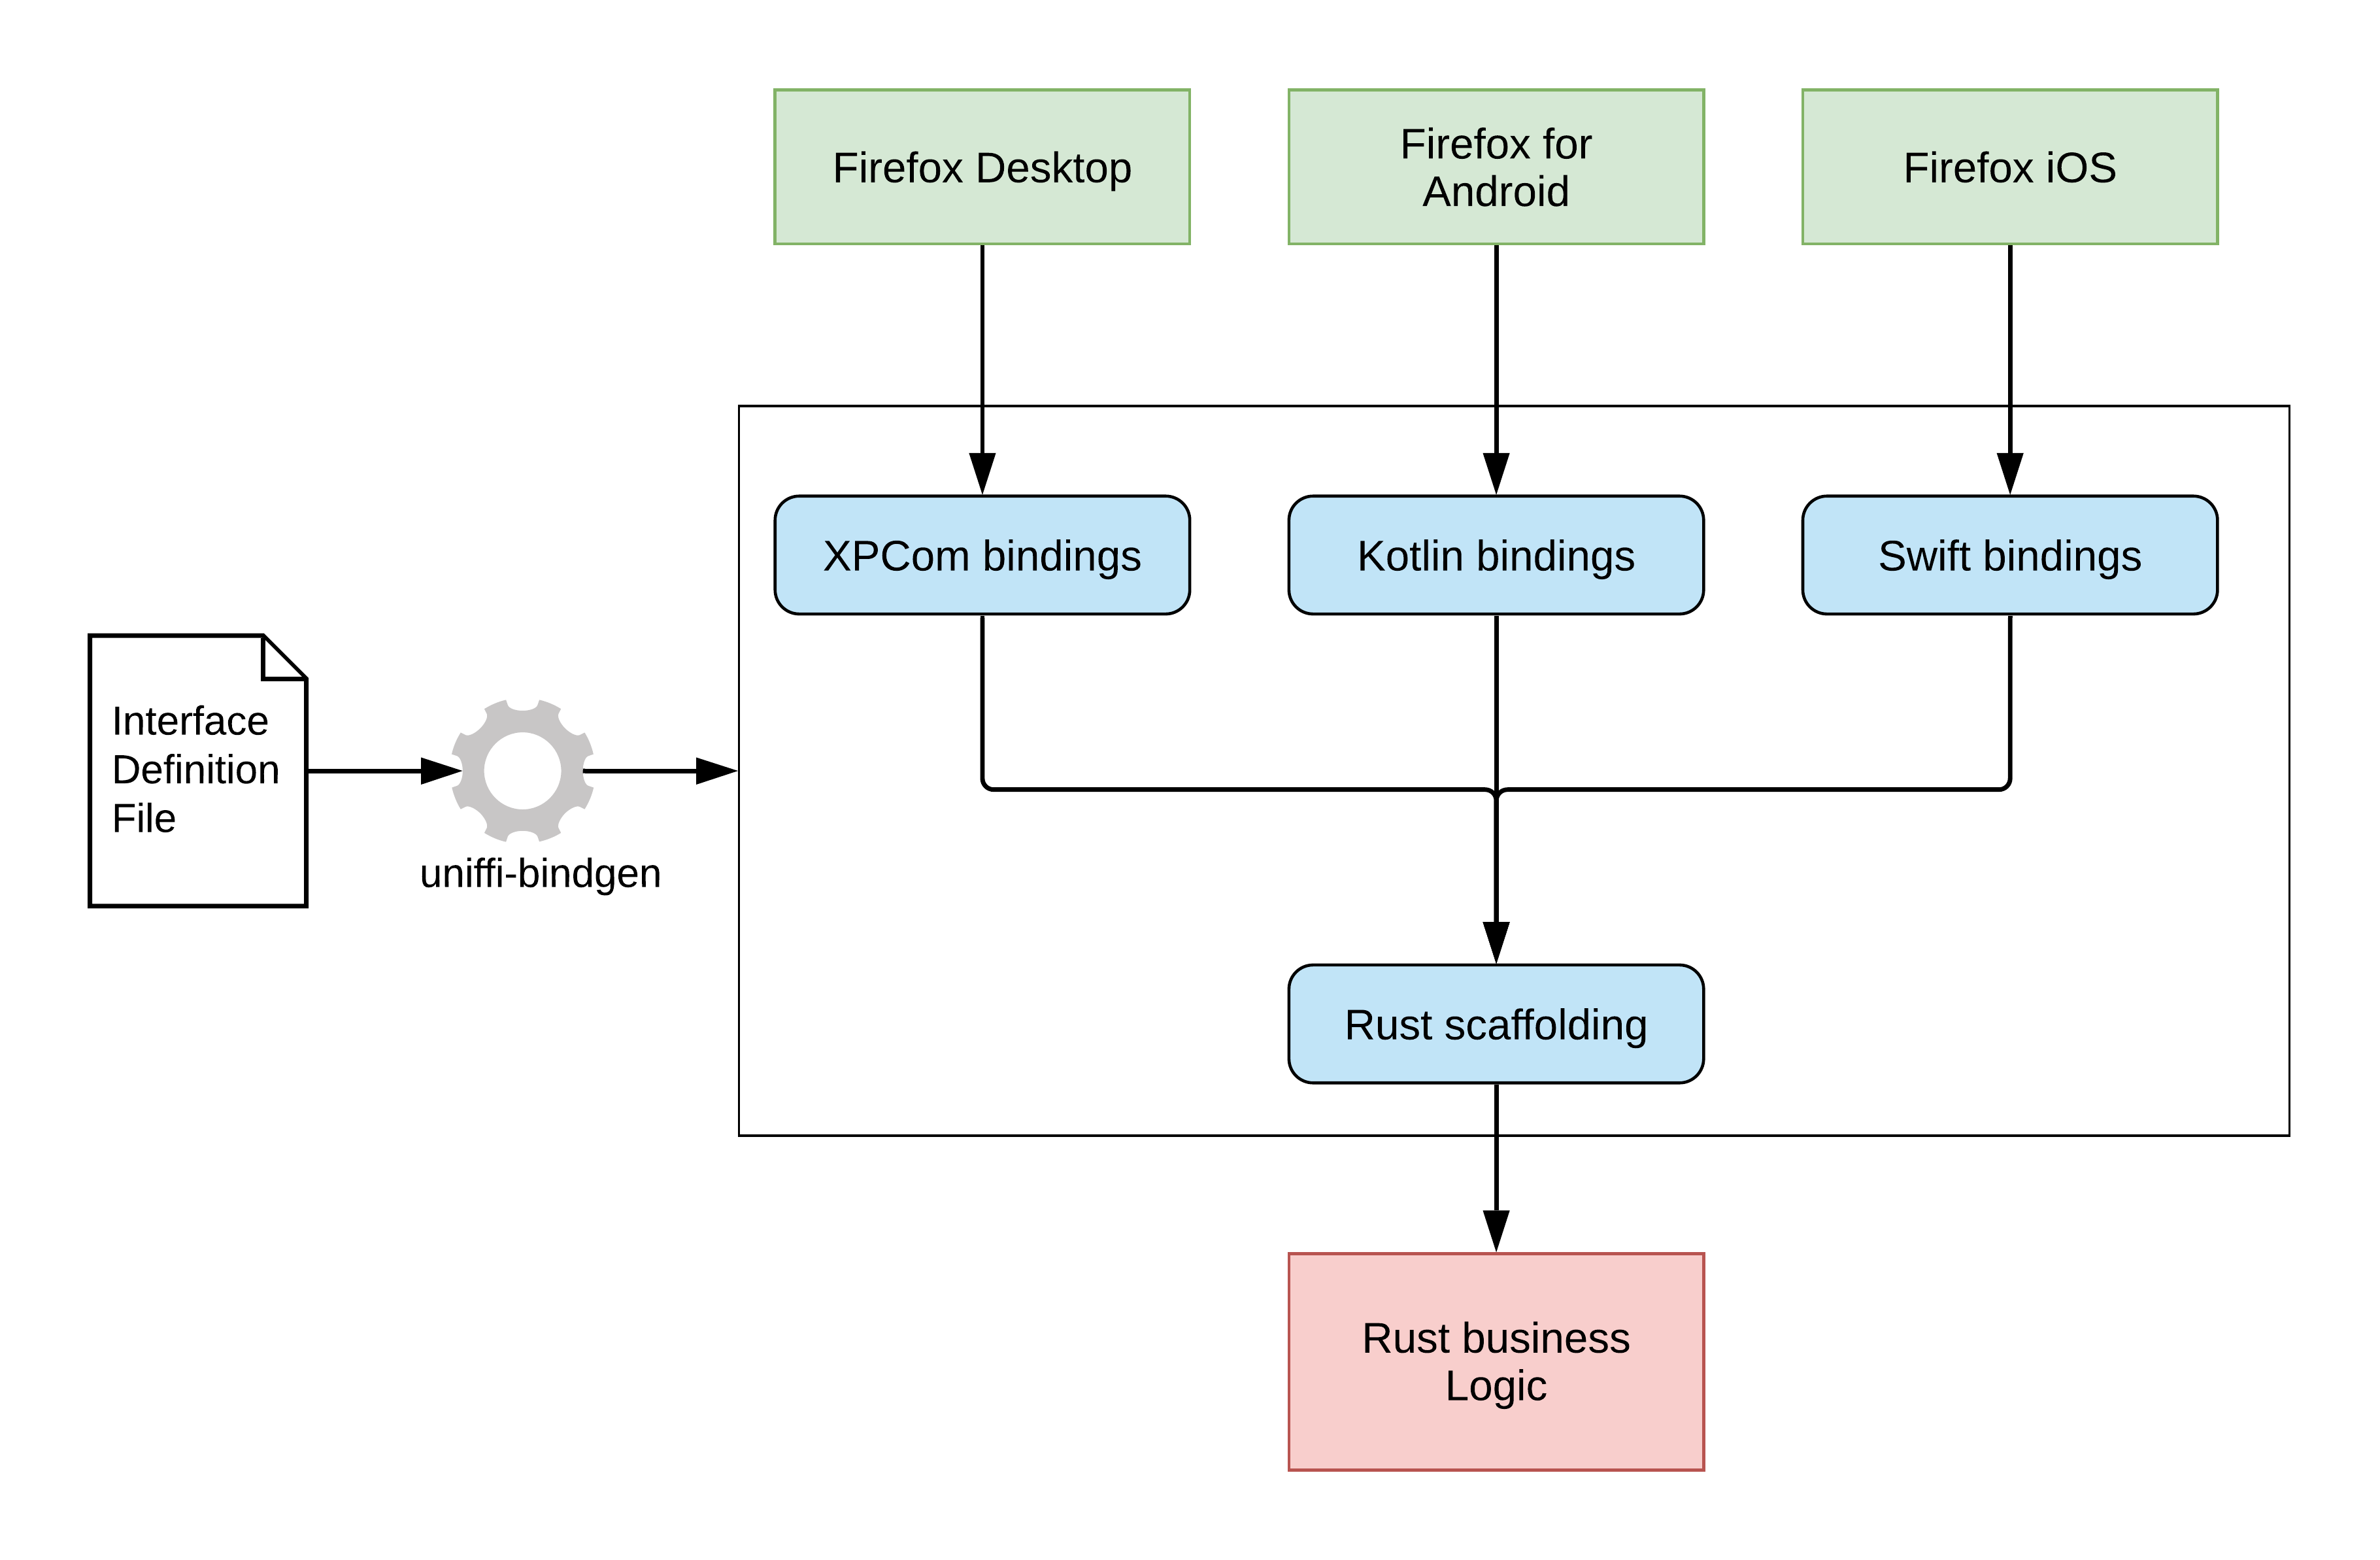 Firefox Desktop
Firefox for
Android
Firefox iOS
XPCom bindings
Kotlin bindings
Swift bindings
Interface
Definition
File
uniffi-bindgen
Rust scaffolding
Rust business
Logic